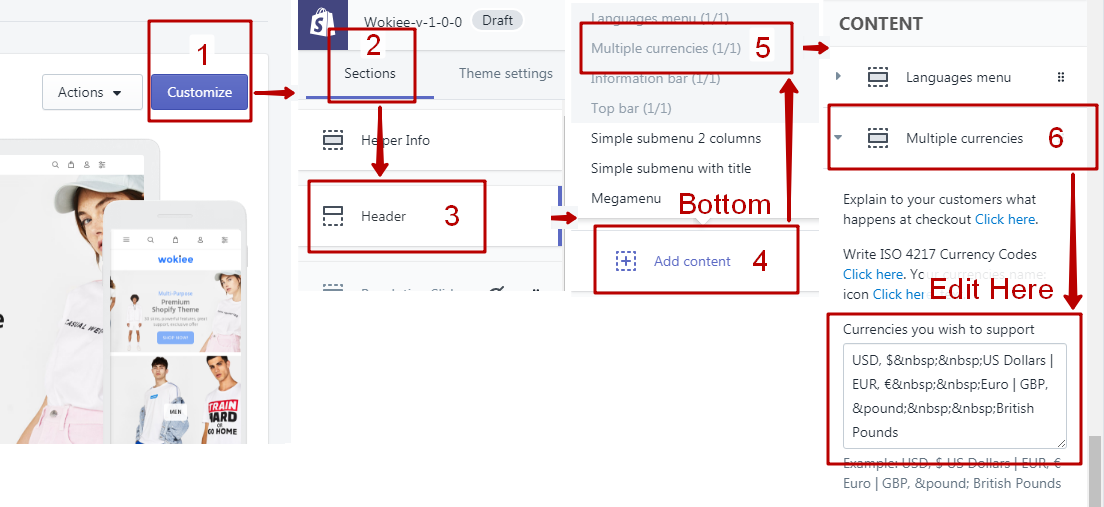 1
Actions
Customize
wokiee
Multi-Purpose
Premium
Shopify Theme
SHOP NOW
CASUAL WEAR
MEN
TRAIN
HARD
OR
GO HOME
Wokiee-v-1-0-0
Draft
2
Sections
Theme settings
Helper Info
Header
3
Languages menu (1/1)
Multiple currencies (1/1)
5
Information bar (1/1)
Top bar (1/1)
Simple submenu 2 columns
Simple submenu with title
Megamenu
Bottom
Add content
4
CONTENT
Languages menu
Multiple currencies
6
Explain to your customers what
happens at checkout Click here.
Write ISO 4217 Currency Codes
Click here. Your currencies name:
icon Click her
Edit Here
Currencies you wish to support
USD, $&nbsp;&nbsp;US Dollars |
EUR, €&nbsp;&nbsp;Euro | GBP,
&pound;&nbsp;&nbsp;British
Pounds
Example: USD, $ US Dollars | EUR, €
Euro | GBP, &pound; British Pounds